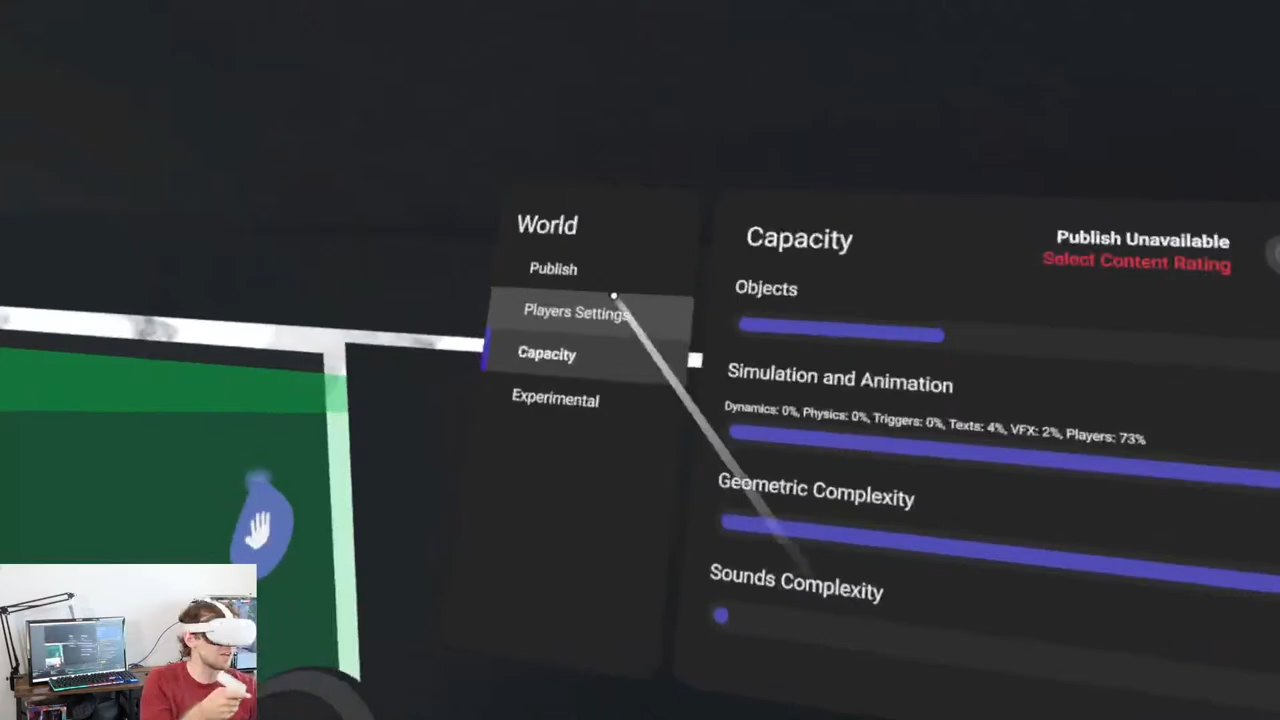 World
Publish
Players Settings
Capacity
Experimental
Capacity
Publish Unavailable
Select Content Rating
Objects
Simulation and Animation
Dynamics: 0%, Physics: 0%, Triggers: 0%, Texts: 4%, VFX: 2%, Players: 73%
Geometric Complexity
Sounds Complexity